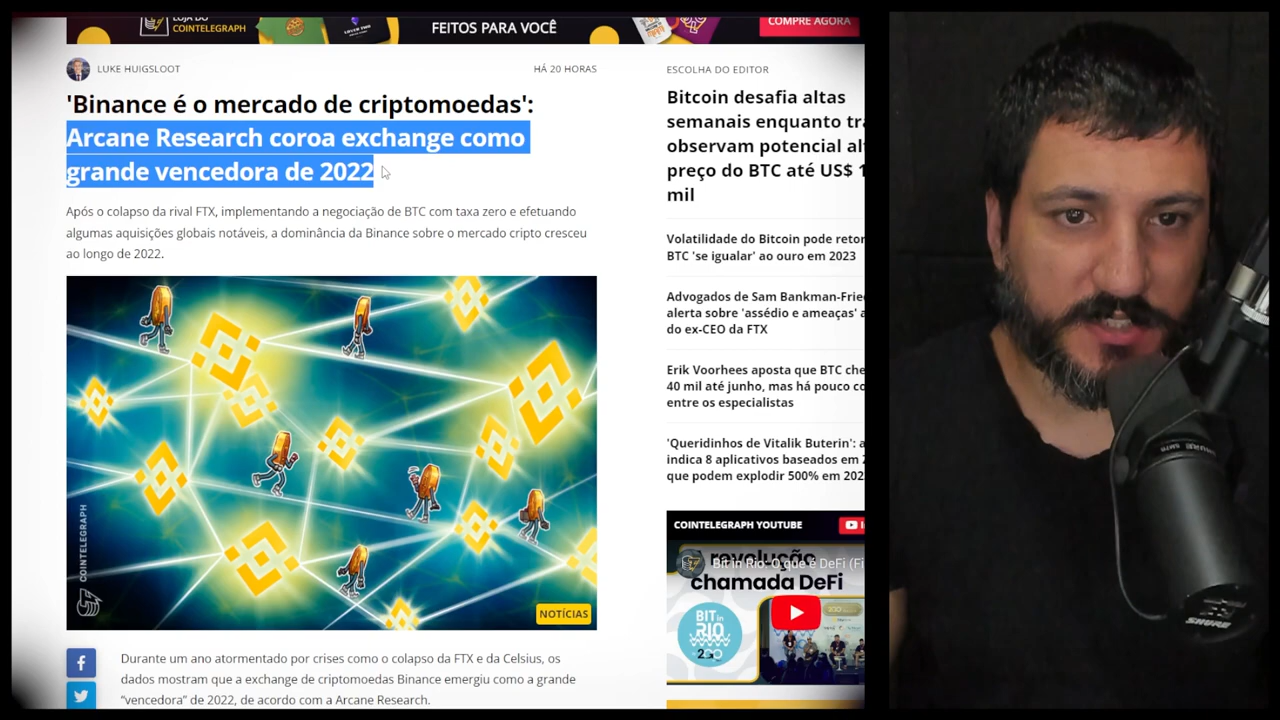 LOJA DO
COINTELEGRAPH
FEITOS PARA VOCÊ
COMPRE AGORA
LUKE HUIGSLOOT
HÁ 20 HORAS
'Binance é o mercado de criptomoedas':
Arcane Research coroa exchange como
grande vencedora de 2022
Após o colapso da rival FTX, implementando a negociação de BTC com taxa zero e efetuando
algumas aquisições globais notáveis, a dominância da Binance sobre o mercado cripto cresceu
ao longo de 2022.
COINTELEGRAPH
NOTÍCIAS
Durante um ano atormentado por crises como o colapso da FTX e da Celsius, os
dados mostram que a exchange de criptomoedas Binance emergiu como a grande
“vencedora” de 2022, de acordo com a Arcane Research.
ESCOLHA DO EDITOR
Bitcoin desafia altas
semanais enquanto
observam potencial
preço do BTC até US$
mil
Volatilidade do Bitcoin pode
BTC 'se igualar' ao ouro em 2023
Advogados de Sam
alerta sobre 'assédio e ameaças' a
do ex-CEO da FTX
Erik Voorhees aposta que BTC
40 mil até junho, mas há pouco
entre os especialistas
'Queridinhos de Vitalik Buterin':
indica 8 aplicativos baseados em
que podem explodir 500% em
COINTELEGRAPH YOUTUBE
revolução
Bit in Rio: O que é DeFi
chamada DeFi
BIT in
RIO
SHURE